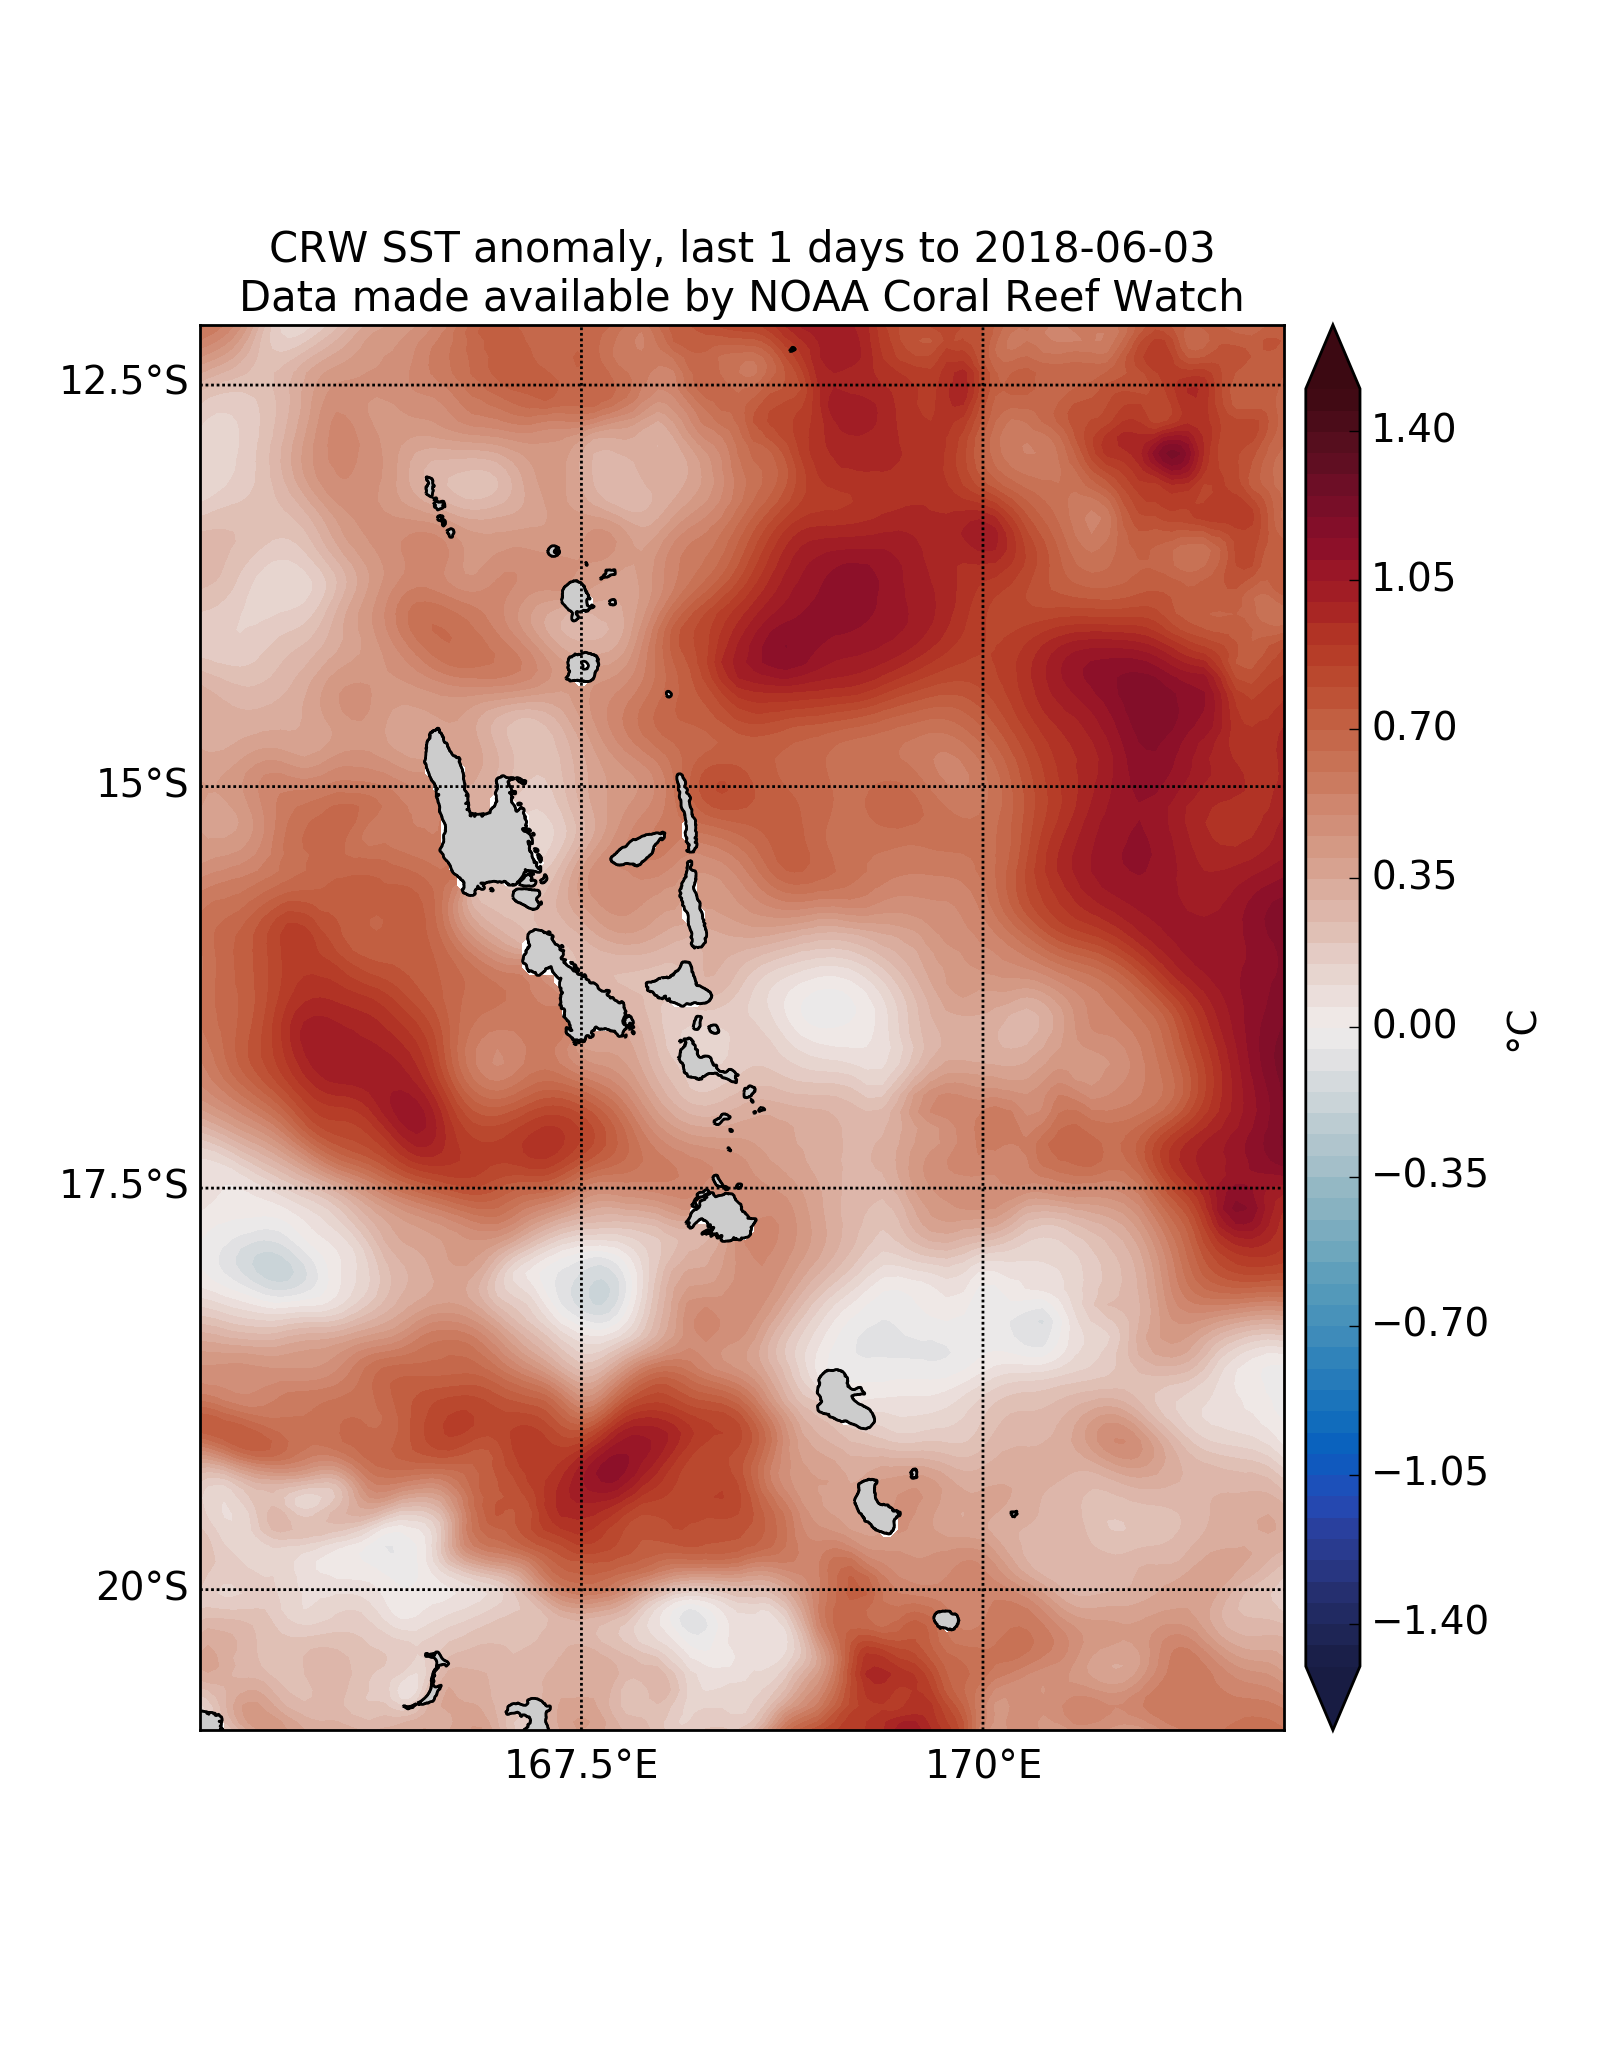 CRW SST anomaly, last 1 days to 2018-06-03
Data made available by NOAA Coral Reef Watch
12.5°S
15°S
17.5°S
20°S
167.5°E
170°E
1.40
1.05
0.70
0.35
0.00
−0.35
−0.70
−1.05
−1.40
°C